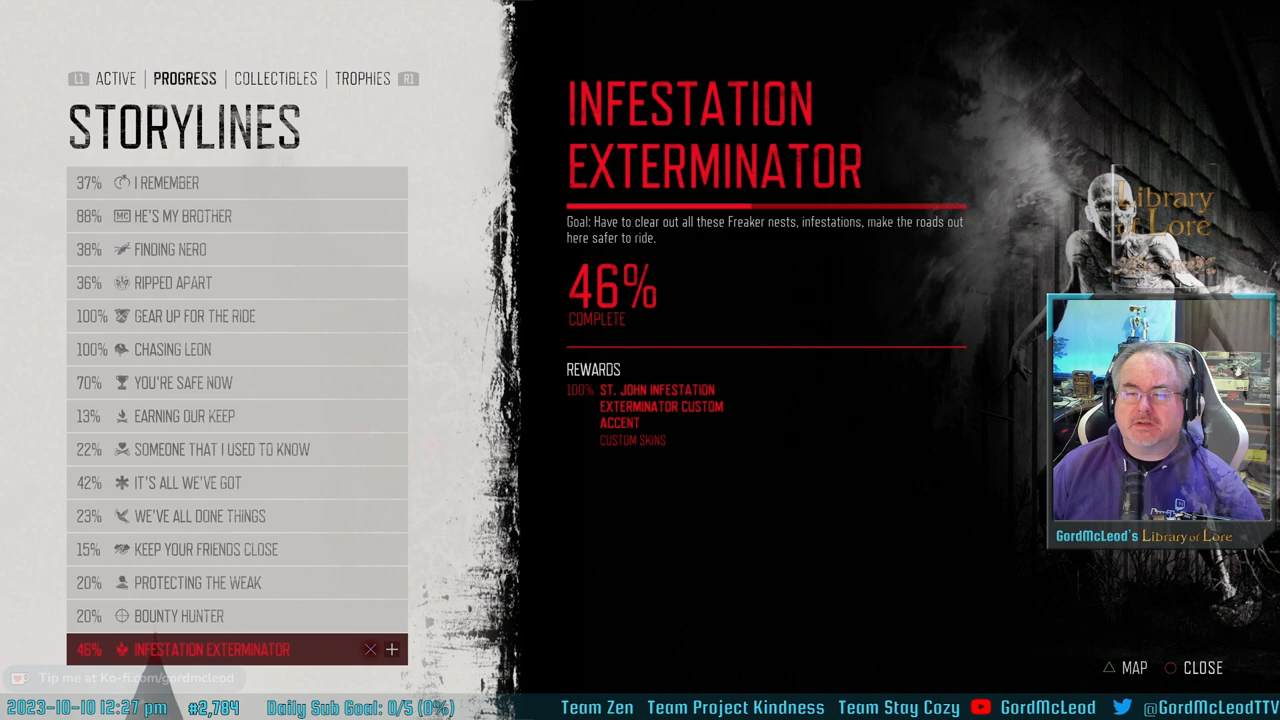 L1 ACTIVE | PROGRESS | COLLECTIBLES | TROPHIES R1
STORYLINES
37% I REMEMBER
88% MC HE'S MY BROTHER
38% FINDING NERO
36% RIPPED APART
100% GEAR UP FOR THE RIDE
100% CHASING LEON
70% YOU'RE SAFE NOW
13% EARNING OUR KEEP
22% SOMEONE THAT I USED TO KNOW
42% IT'S ALL WE'VE GOT
23% WE'VE ALL DONE THINGS
15% KEEP YOUR FRIENDS CLOSE
20% PROTECTING THE WEAK
20% BOUNTY HUNTER
46% INFESTATION EXTERMINATOR
INFESTATION
EXTERMINATOR
Goal: Have to clear out all these Freaker nests, infestations, make the roads out
here safer to ride.
46%
COMPLETE
REWARDS
100% ST. JOHN INFESTATION
EXTERMINATOR CUSTOM
ACCENT
CUSTOM SKINS
Library
of Lore
GordMcLeod's Library of Lore
MAP CLOSE
Tip me at Ko-fi.com/gordmcleod
2023-10-10 12:27 pm #2,784 Daily Sub Goal: 0/5 (0%) Team Zen Team Project Kindness Team Stay Cozy GordMcLeod @GordMcLeodTTV